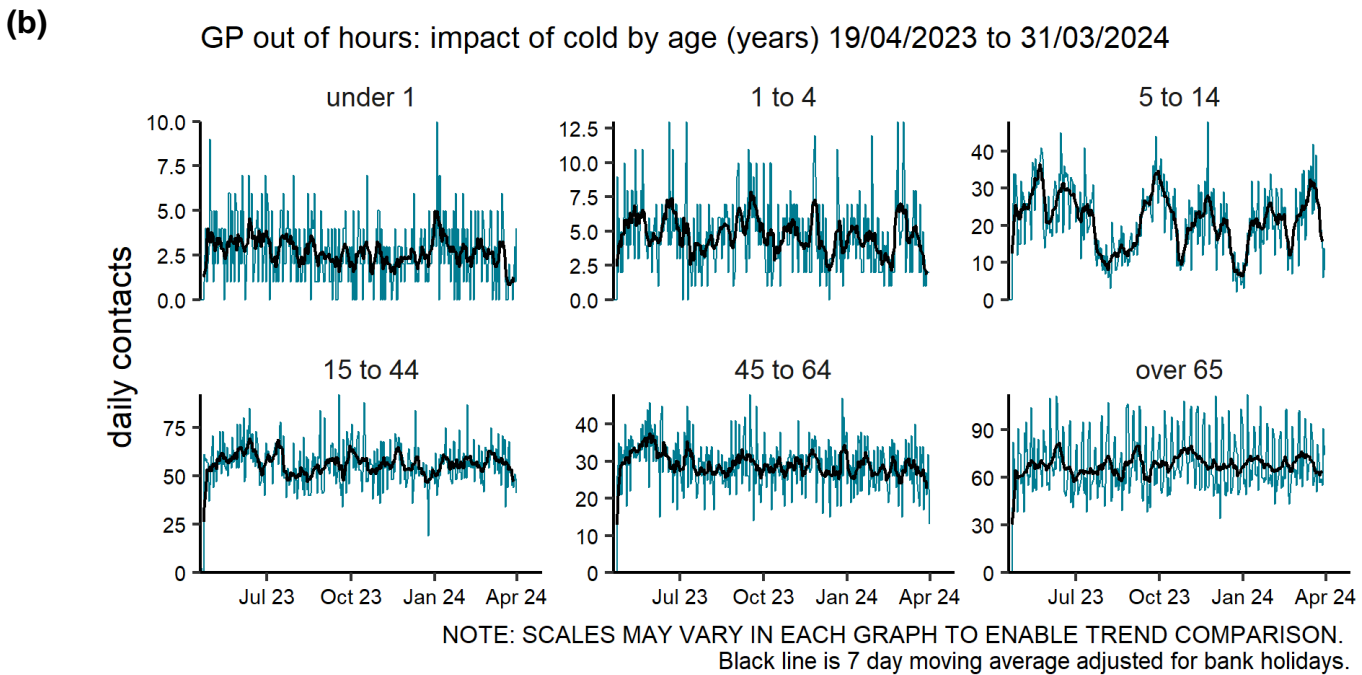 (b)
GP out of hours: impact of cold by age (years) 19/04/2023 to 31/03/2024
daily contacts
under 1
10.0
7.5
5.0
2.5
0.0
1 to 4
12.5
10.0
7.5
5.0
2.5
0.0
5 to 14
40
30
20
10
0
15 to 44
75
50
25
0
Jul 23 Oct 23 Jan 24 Apr 24
45 to 64
40
30
20
10
0
Jul 23 Oct 23 Jan 24 Apr 24
over 65
90
60
30
0
Jul 23 Oct 23 Jan 24 Apr 24
NOTE: SCALES MAY VARY IN EACH GRAPH TO ENABLE TREND COMPARISON.
Black line is 7 day moving average adjusted for bank holidays.